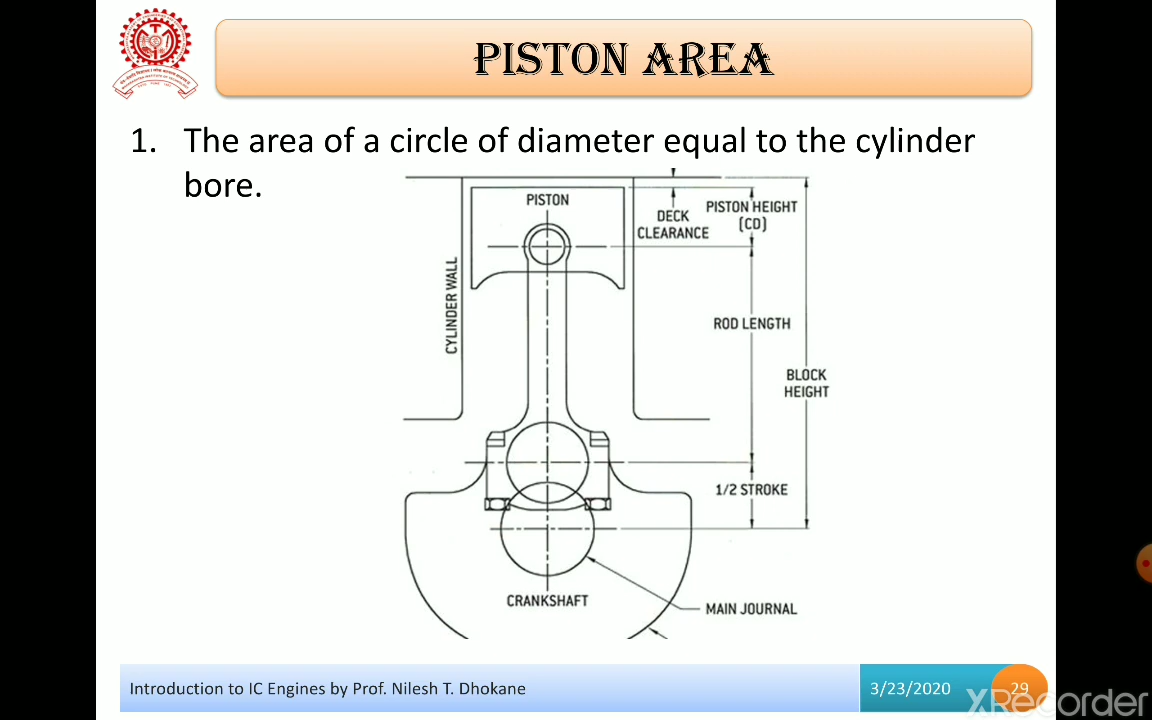 PISTON AREA
1. The area of a circle of diameter equal to the cylinder
bore.
PISTON
DECK
CLEARANCE
PISTON HEIGHT
(CD)
CYLINDER WALL
ROD LENGTH
BLOCK
HEIGHT
1/2 STROKE
CRANKSHAFT
MAIN JOURNAL
Introduction to IC Engines by Prof. Nilesh T. Dhokane
3/23/2020
29
XRecorder